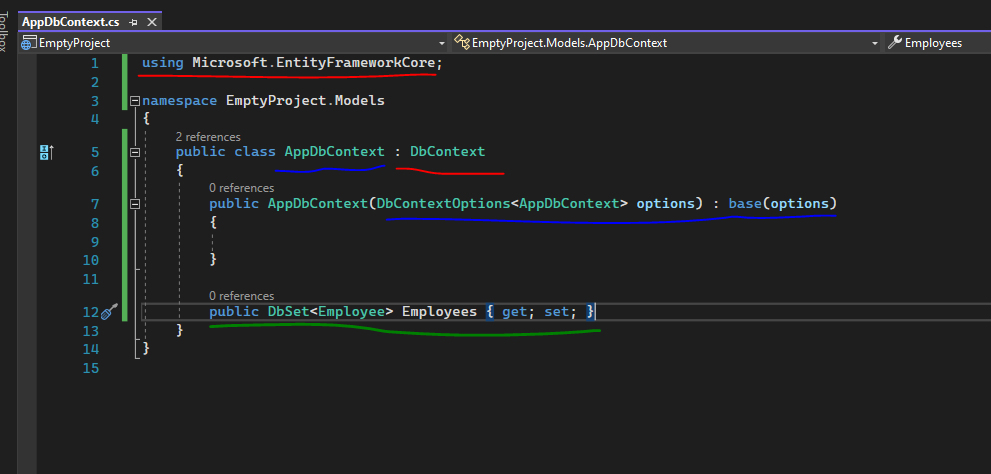 Toolbox
AppDbContext.cs
EmptyProject
EmptyProject.Models.AppDbContext
Employees
1 using Microsoft.EntityFrameworkCore;
2
3 namespace EmptyProject.Models
4 {
2 references
5 public class AppDbContext : DbContext
6 {
0 references
7 public AppDbContext(DbContextOptions<AppDbContext> options) : base(options)
8 {
9
10 }
11
0 references
12 public DbSet<Employee> Employees { get; set; }
13 }
14 }
15